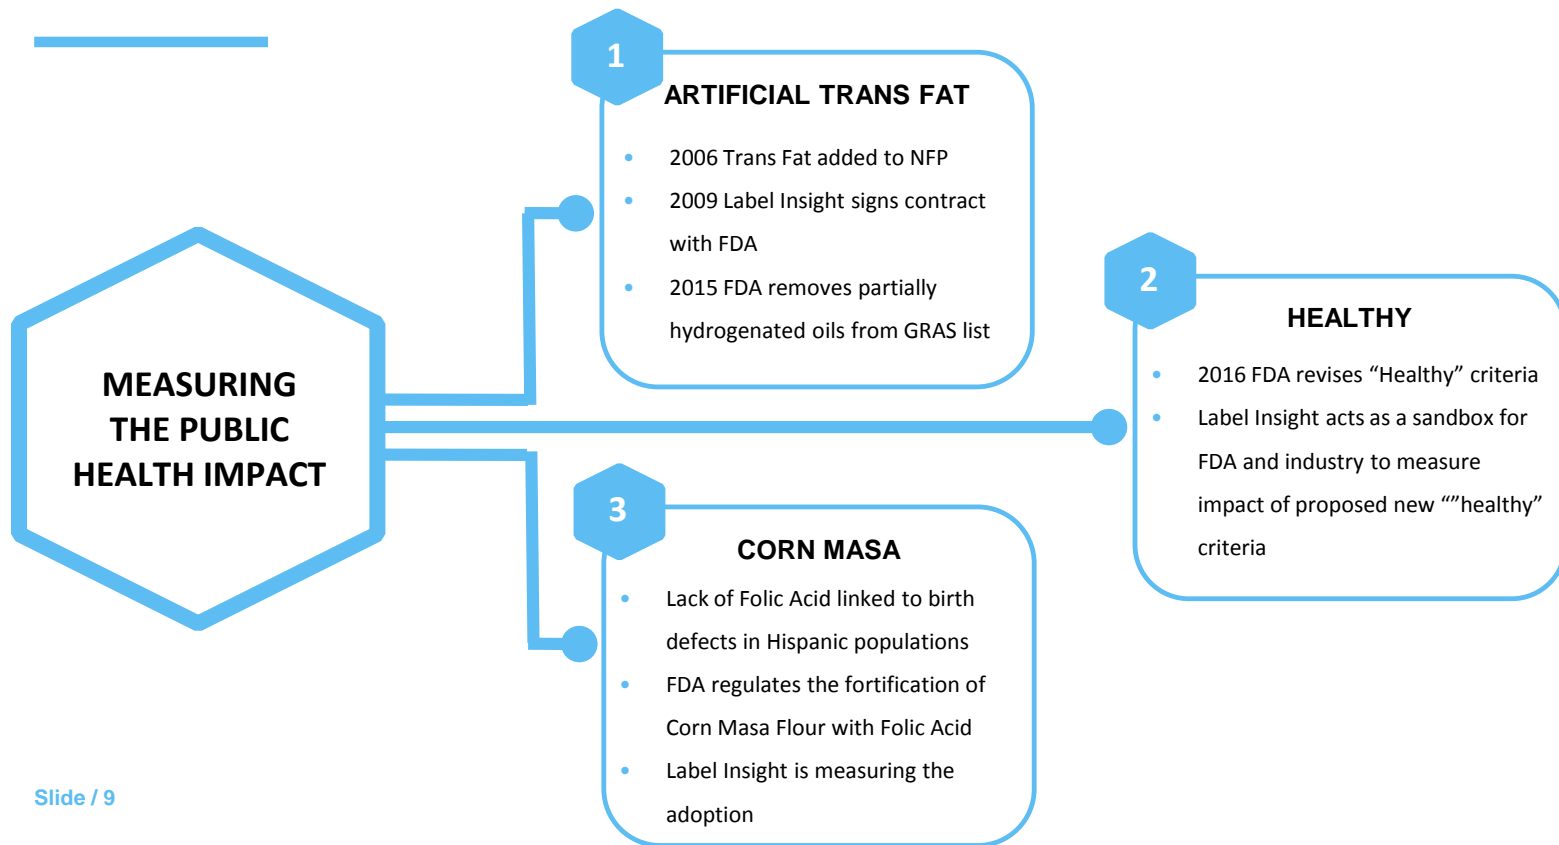 MEASURING
THE PUBLIC
HEALTH IMPACT
1
ARTIFICIAL TRANS FAT
• 2006 Trans Fat added to NFP
• 2009 Label Insight signs contract
with FDA
• 2015 FDA removes partially
hydrogenated oils from GRAS list
2
HEALTHY
• 2016 FDA revises “Healthy” criteria
• Label Insight acts as a sandbox for
FDA and industry to measure
impact of proposed new “”healthy”
criteria
3
CORN MASA
• Lack of Folic Acid linked to birth
defects in Hispanic populations
• FDA regulates the fortification of
Corn Masa Flour with Folic Acid
• Label Insight is measuring the
adoption
Slide / 9